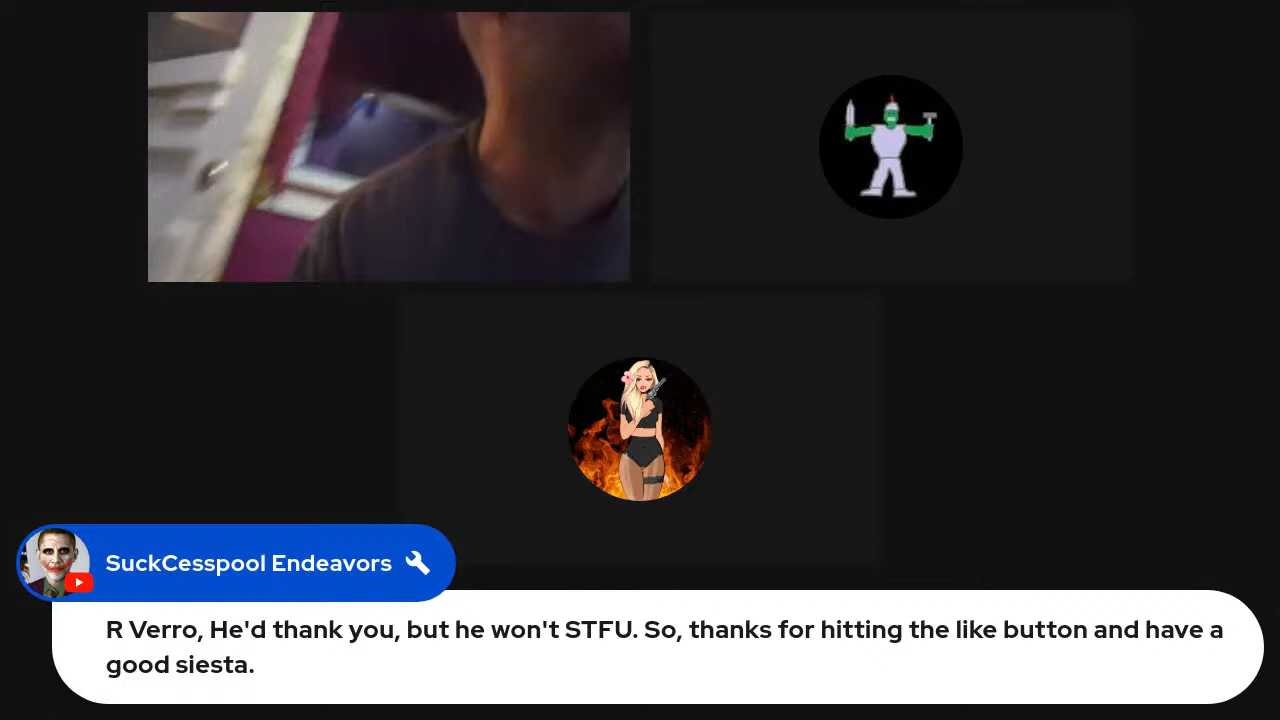 SuckCesspool Endeavors
R Verro, He'd thank you, but he won't STFU. So, thanks for hitting the like button and have a
good siesta.